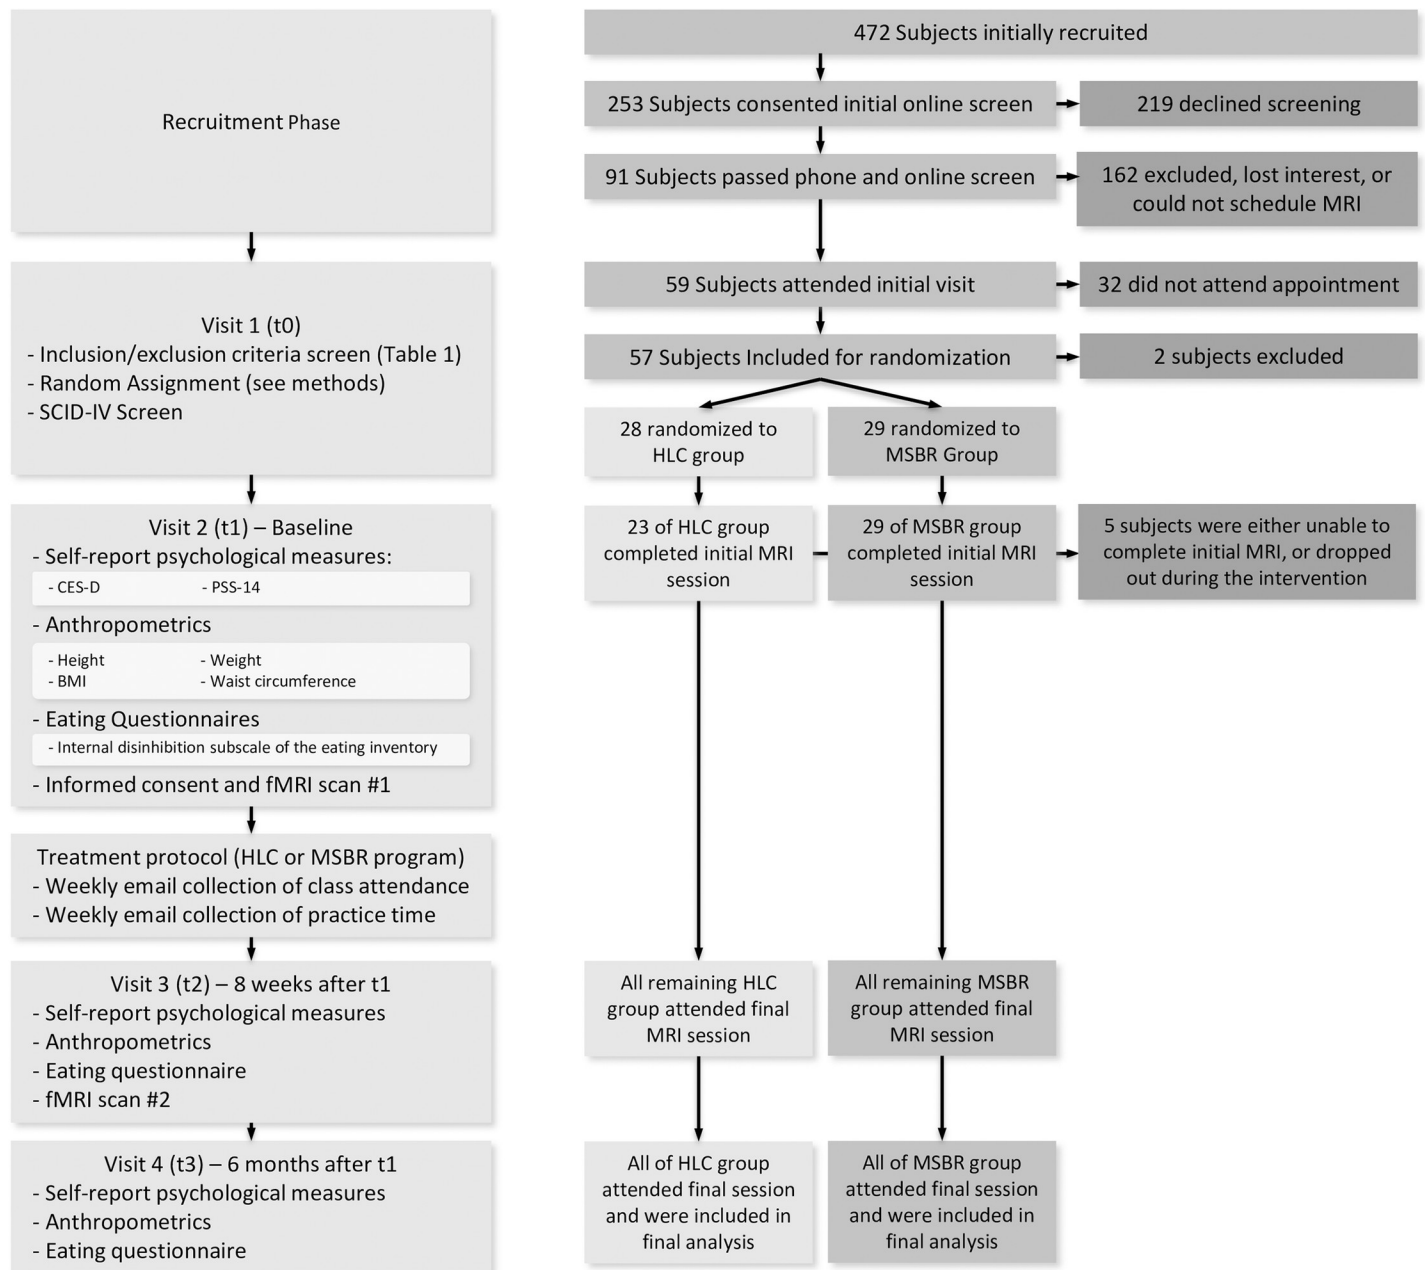 Recruitment Phase
Visit 1 (t0)
- Inclusion/exclusion criteria screen (Table 1)
- Random Assignment (see methods)
- SCID-IV Screen
Visit 2 (t1) – Baseline
- Self-report psychological measures:
- CES-D - PSS-14
- Anthropometrics
- Height - Weight
- BMI - Waist circumference
- Eating Questionnaires
- Internal disinhibition subscale of the eating inventory
- Informed consent and fMRI scan #1
Treatment protocol (HLC or MSBR program)
- Weekly email collection of class attendance
- Weekly email collection of practice time
Visit 3 (t2) – 8 weeks after t1
- Self-report psychological measures
- Anthropometrics
- Eating questionnaire
- fMRI scan #2
Visit 4 (t3) – 6 months after t1
- Self-report psychological measures
- Anthropometrics
- Eating questionnaire
472 Subjects initially recruited
253 Subjects consented initial online screen
219 declined screening
91 Subjects passed phone and online screen
162 excluded, lost interest, or
could not schedule MRI
59 Subjects attended initial visit
32 did not attend appointment
57 Subjects Included for randomization
2 subjects excluded
28 randomized to
HLC group
29 randomized to
MSBR Group
23 of HLC group
completed initial MRI
session
29 of MSBR group
completed initial MRI
session
5 subjects were either unable to
complete initial MRI, or dropped
out during the intervention
All remaining HLC
group attended final
MRI session
All remaining MSBR
group attended final
MRI session
All of HLC group
attended final session
and were included in
final analysis
All of MSBR group
attended final session
and were included in
final analysis